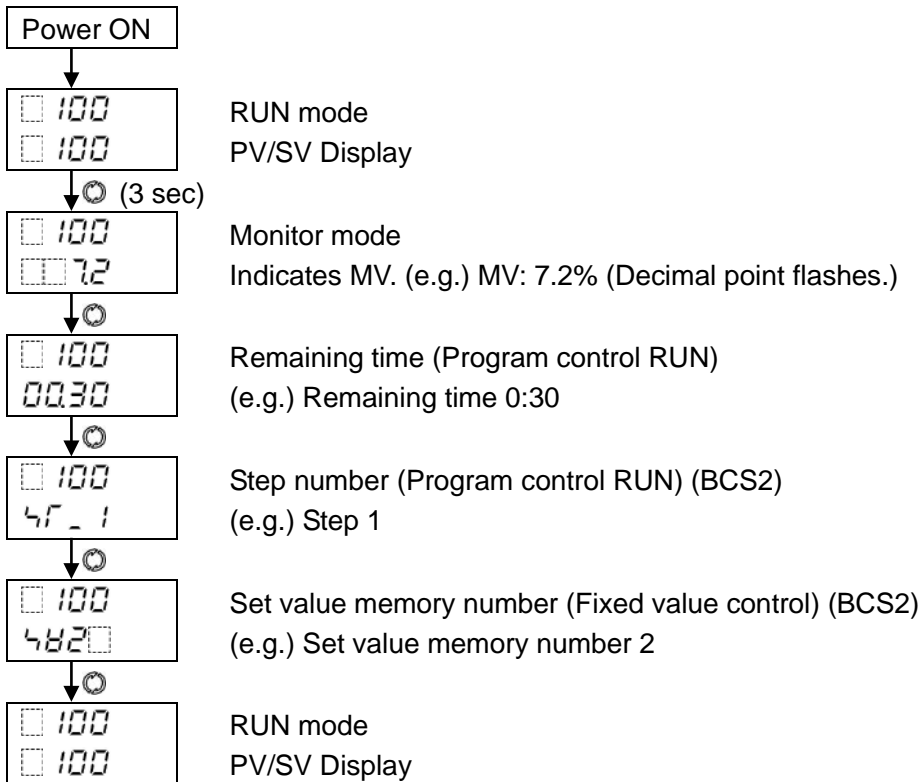 Power ON
100 RUN mode
100 PV/SV Display
(3 sec)
100 Monitor mode
7.2 Indicates MV. (e.g.) MV: 7.2% (Decimal point flashes.)
100 Remaining time (Program control RUN)
00.30 (e.g.) Remaining time 0:30
100 Step number (Program control RUN) (BCS2)
_ 1 (e.g.) Step 1
100 Set value memory number (Fixed value control) (BCS2)
2 (e.g.) Set value memory number 2
100 RUN mode
100 PV/SV Display